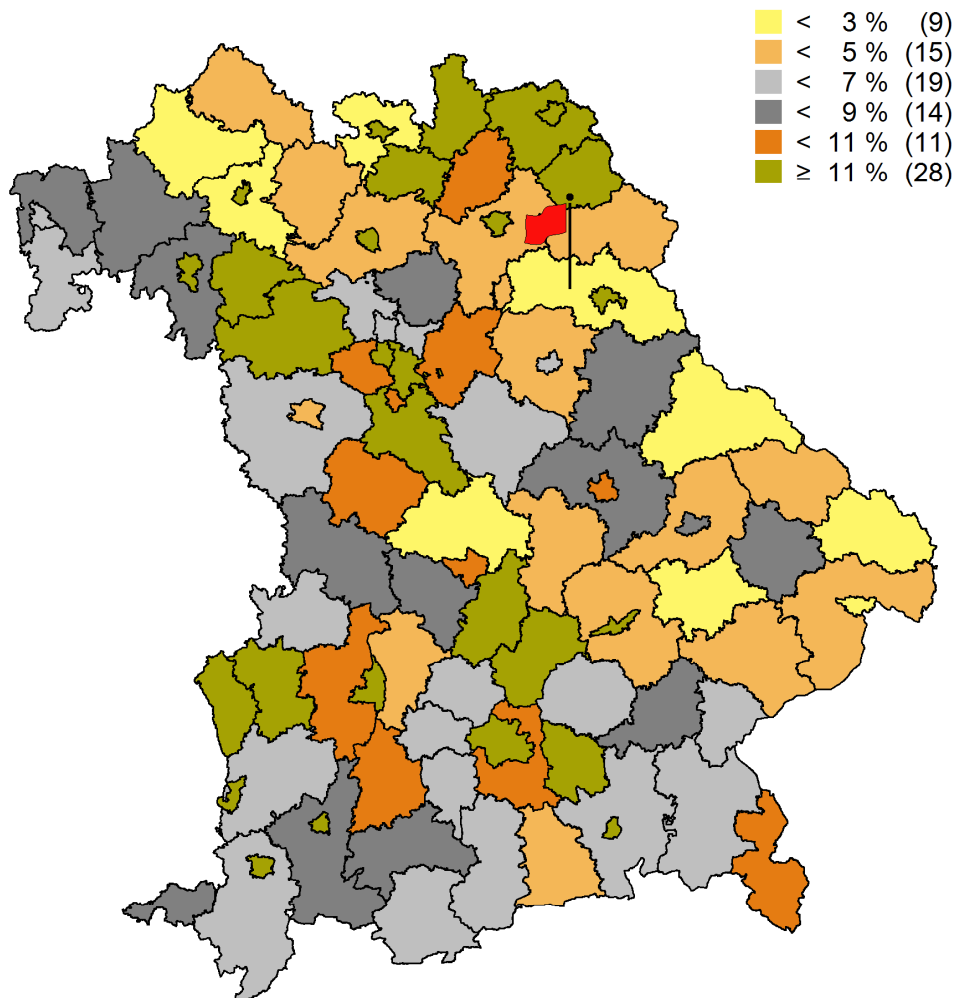 < 3 % (9)
< 5 % (15)
< 7 % (19)
< 9 % (14)
< 11 % (11)
≥ 11 % (28)